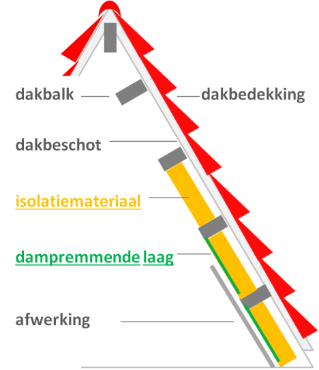 dakbalk
dakbedekking
dakbeschot
isolatiemateriaal
dampremmende laag
afwerking